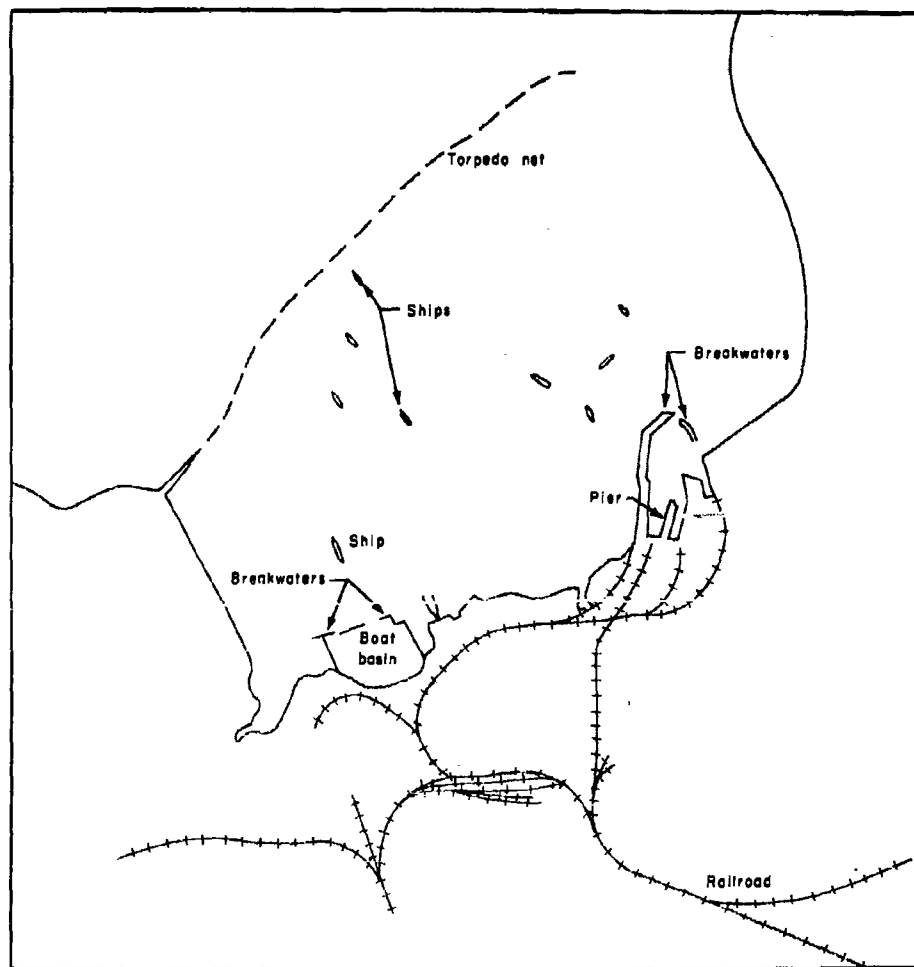 Torpedo net
Ships
Breakwaters
Pier
Ship
Breakwaters
Boat
basin
Railroad